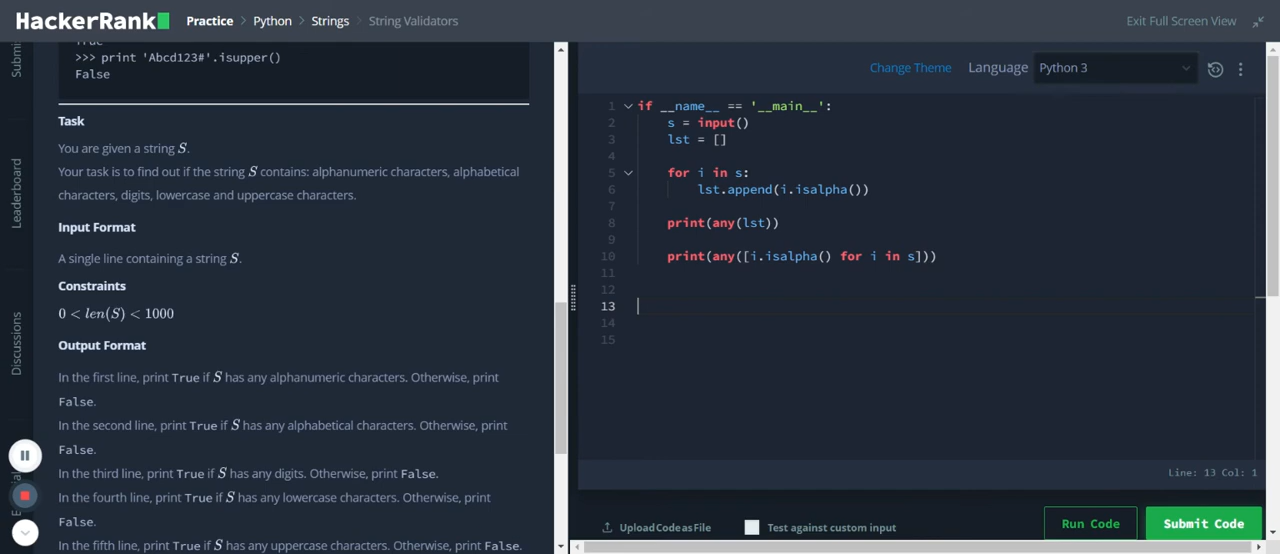 HackerRank Practice > Python > Strings > String Validators Exit Full Screen View
True
>>> print 'Abcd123#'.isupper()
False
Task
You are given a string S.
Your task is to find out if the string S contains: alphanumeric characters, alphabetical
characters, digits, lowercase and uppercase characters.
Input Format
A single line containing a string S.
Constraints
0 < len(S) < 1000
Output Format
In the first line, print True if S has any alphanumeric characters. Otherwise, print
False.
In the second line, print True if S has any alphabetical characters. Otherwise, print
False.
In the third line, print True if S has any digits. Otherwise, print False.
In the fourth line, print True if S has any lowercase characters. Otherwise, print
False.
In the fifth line, print True if S has any uppercase characters. Otherwise, print False.
Leaderboard
Discussions
Change Theme Language Python 3
1 if __name__ == '__main__':
2 s = input()
3 lst = []
4
5 for i in s:
6 lst.append(i.isalpha())
7
8 print(any(lst))
9
10 print(any([i.isalpha() for i in s]))
11
12
13
14
15
Line: 13 Col: 1
Upload Code as File Test against custom input Run Code Submit Code